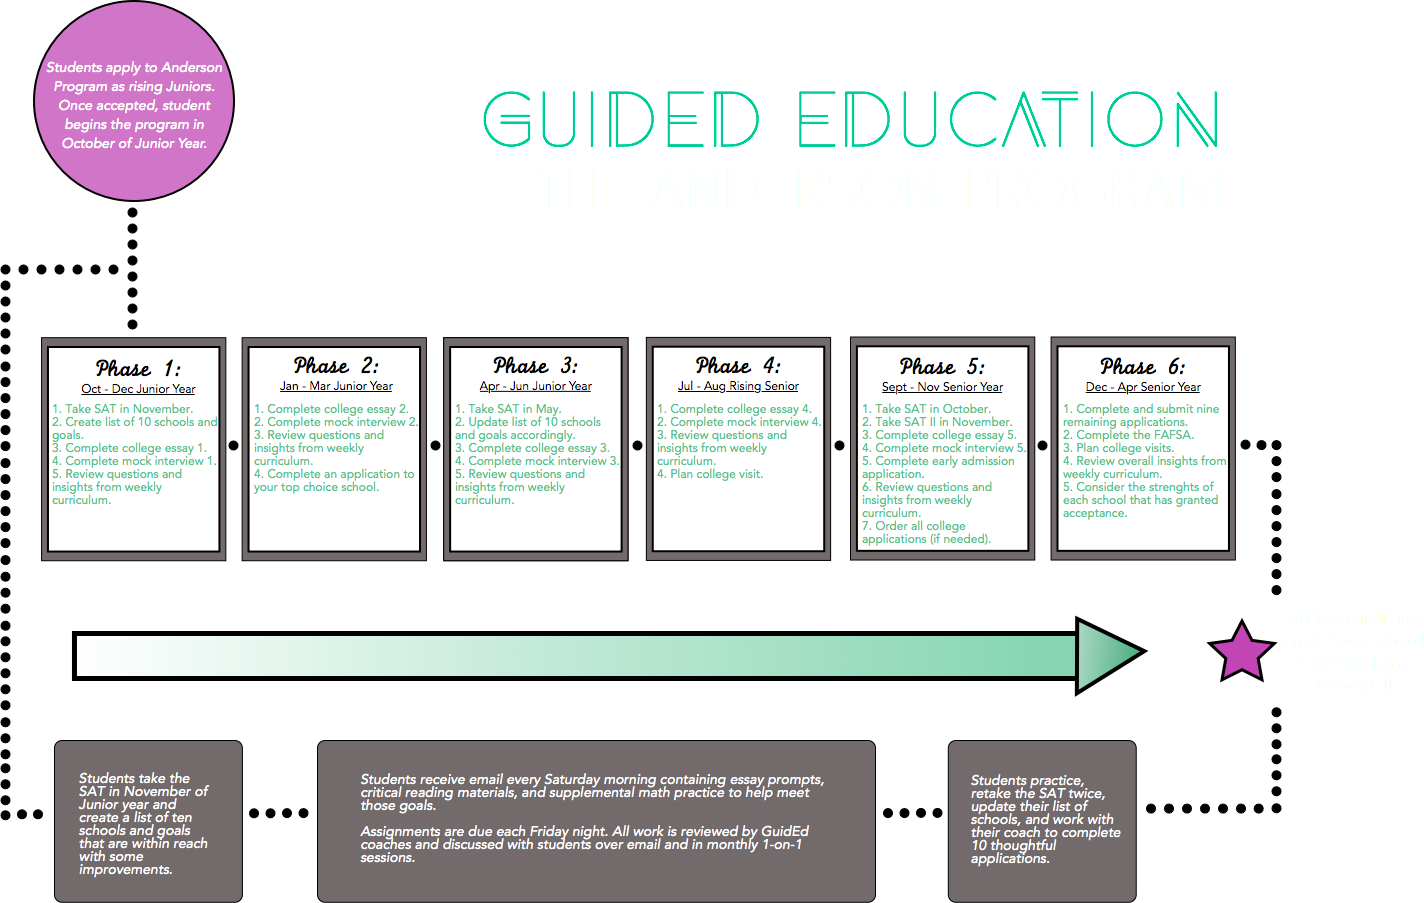 Students apply to Anderson
Program as rising Juniors.
Once accepted, student
begins the program in
October of Junior Year.
GUIDED EDUCATION
THE ANDERSON PROGRAM
Phase 1:
Oct - Dec Junior Year
1. Take SAT in November.
2. Create list of 10 schools and
goals.
3. Complete college essay 1.
4. Complete mock interview 1.
5. Review questions and
insights from weekly
curriculum.
Phase 2:
Jan - Mar Junior Year
1. Complete college essay 2.
2. Complete mock interview 2.
3. Review questions and
insights from weekly
curriculum.
4. Complete an application to
your top choice school.
Phase 3:
Apr - Jun Junior Year
1. Take SAT in May.
2. Update list of 10 schools
and goals accordingly.
3. Complete college essay 3.
4. Complete mock interview 3.
5. Review questions and
insights from weekly
curriculum.
Phase 4:
Jul - Aug Rising Senior
1. Complete college essay 4.
2. Complete mock interview 4.
3. Review questions and
insights from weekly
curriculum.
4. Plan college visit.
Phase 5:
Sept - Nov Senior Year
1. Take SAT in October.
2. Take SAT II in November.
3. Complete college essay 5.
4. Complete mock interview 5.
5. Complete early admission
application.
6. Review questions and
insights from weekly
curriculum.
7. Order all college
applications (if needed).
Phase 6:
Dec - Apr Senior Year
1. Complete and submit nine
remaining applications.
2. Complete the FAFSA.
3. Plan college visits.
4. Review overall insights from
weekly curriculum.
5. Consider the strenghts of
each school that has granted
acceptance.
Students take the
SAT in November of
Junior year and
create a list of ten
schools and goals
that are within reach
with some
improvements.
Students receive email every Saturday morning containing essay prompts,
critical reading materials, and supplemental math practice to help meet
those goals.
Assignments are due each Friday night. All work is reviewed by GuidEd
coaches and discussed with students over email and in monthly 1-on-1
sessions.
Students practice,
retake the SAT twice,
update their list of
schools, and work with
their coach to complete
10 thoughtful
applications.